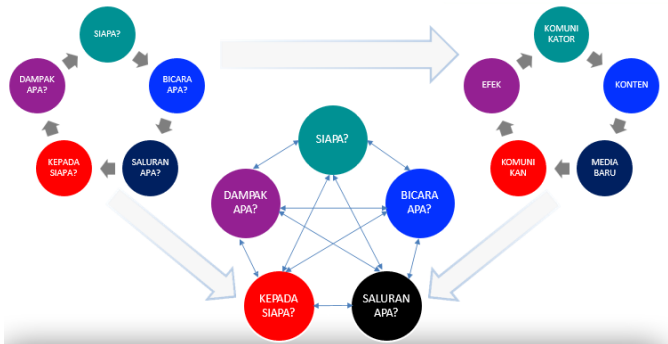 SIAPA?
BICARA
APA?
SALURAN
APA?
KEPADA
SIAPA?
DAMPAK
APA?
KOMUNI
KATOR
KONTEN
MEDIA
BARU
KOMUNI
KAN
EFEK
SIAPA?
BICARA
APA?
SALURAN
APA?
KEPADA
SIAPA?
DAMPAK
APA?